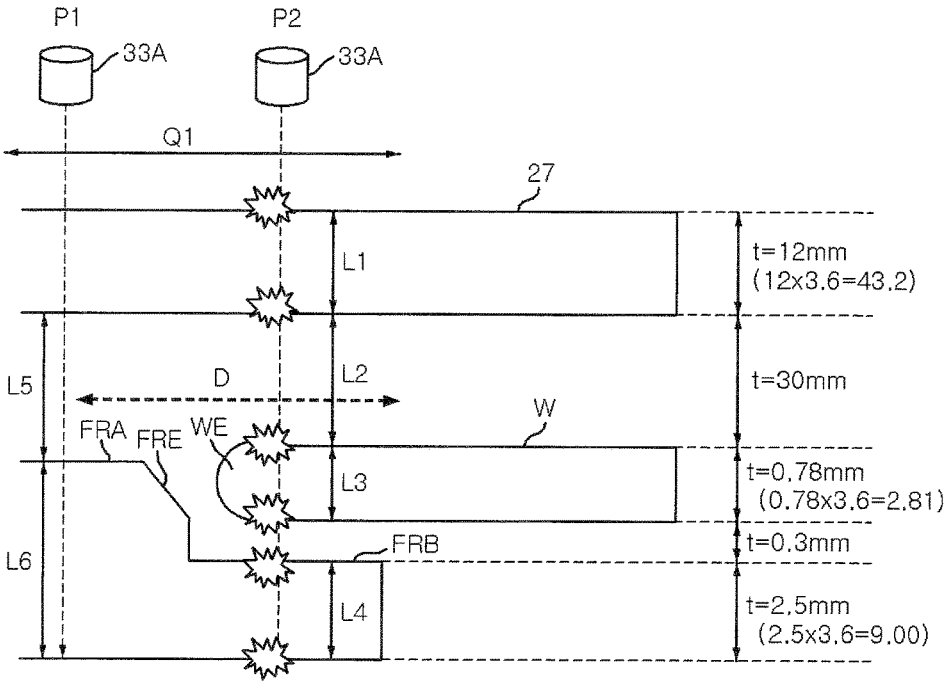 P1
P2
33A
33A
Q1
27
L1
t=12mm
(12x3.6=43.2)
L5
D
L2
t=30mm
FRA
FRE
WE
W
L3
t=0.78mm
(0.78x3.6=2.81)
FRB
t=0.3mm
L6
L4
t=2.5mm
(2.5x3.6=9.00)